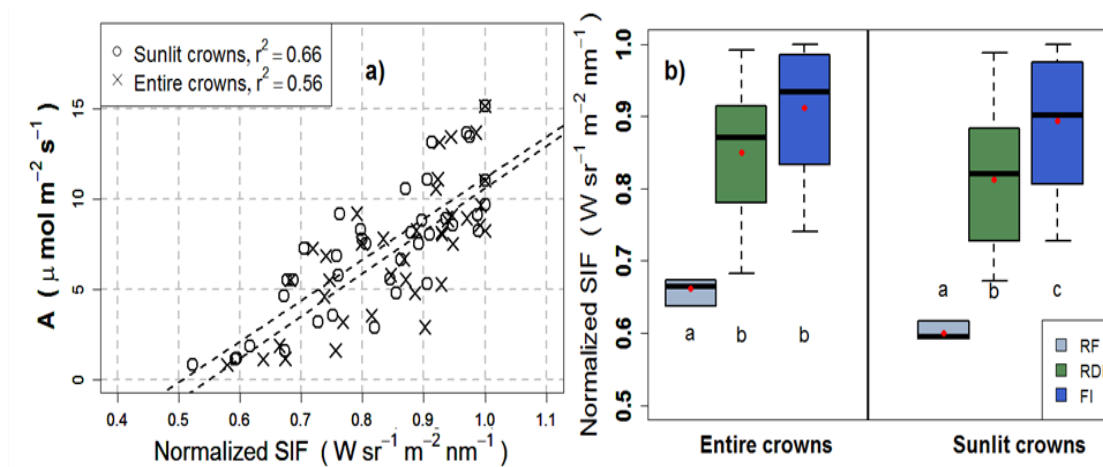 ○ Sunlit crowns, r² = 0.66
× Entire crowns, r² = 0.56
a)
A ( μ mol m⁻² s⁻¹ )
15
10
5
0
0.4 0.5 0.6 0.7 0.8 0.9 1.0 1.1
Normalized SIF ( W sr⁻¹ m⁻² nm⁻¹ )
b)
Normalized SIF ( W sr⁻¹ m⁻² nm⁻¹ )
1.0
0.9
0.8
0.7
0.6
0.5
a b b
a b c
RF
RDI
FI
Entire crowns Sunlit crowns